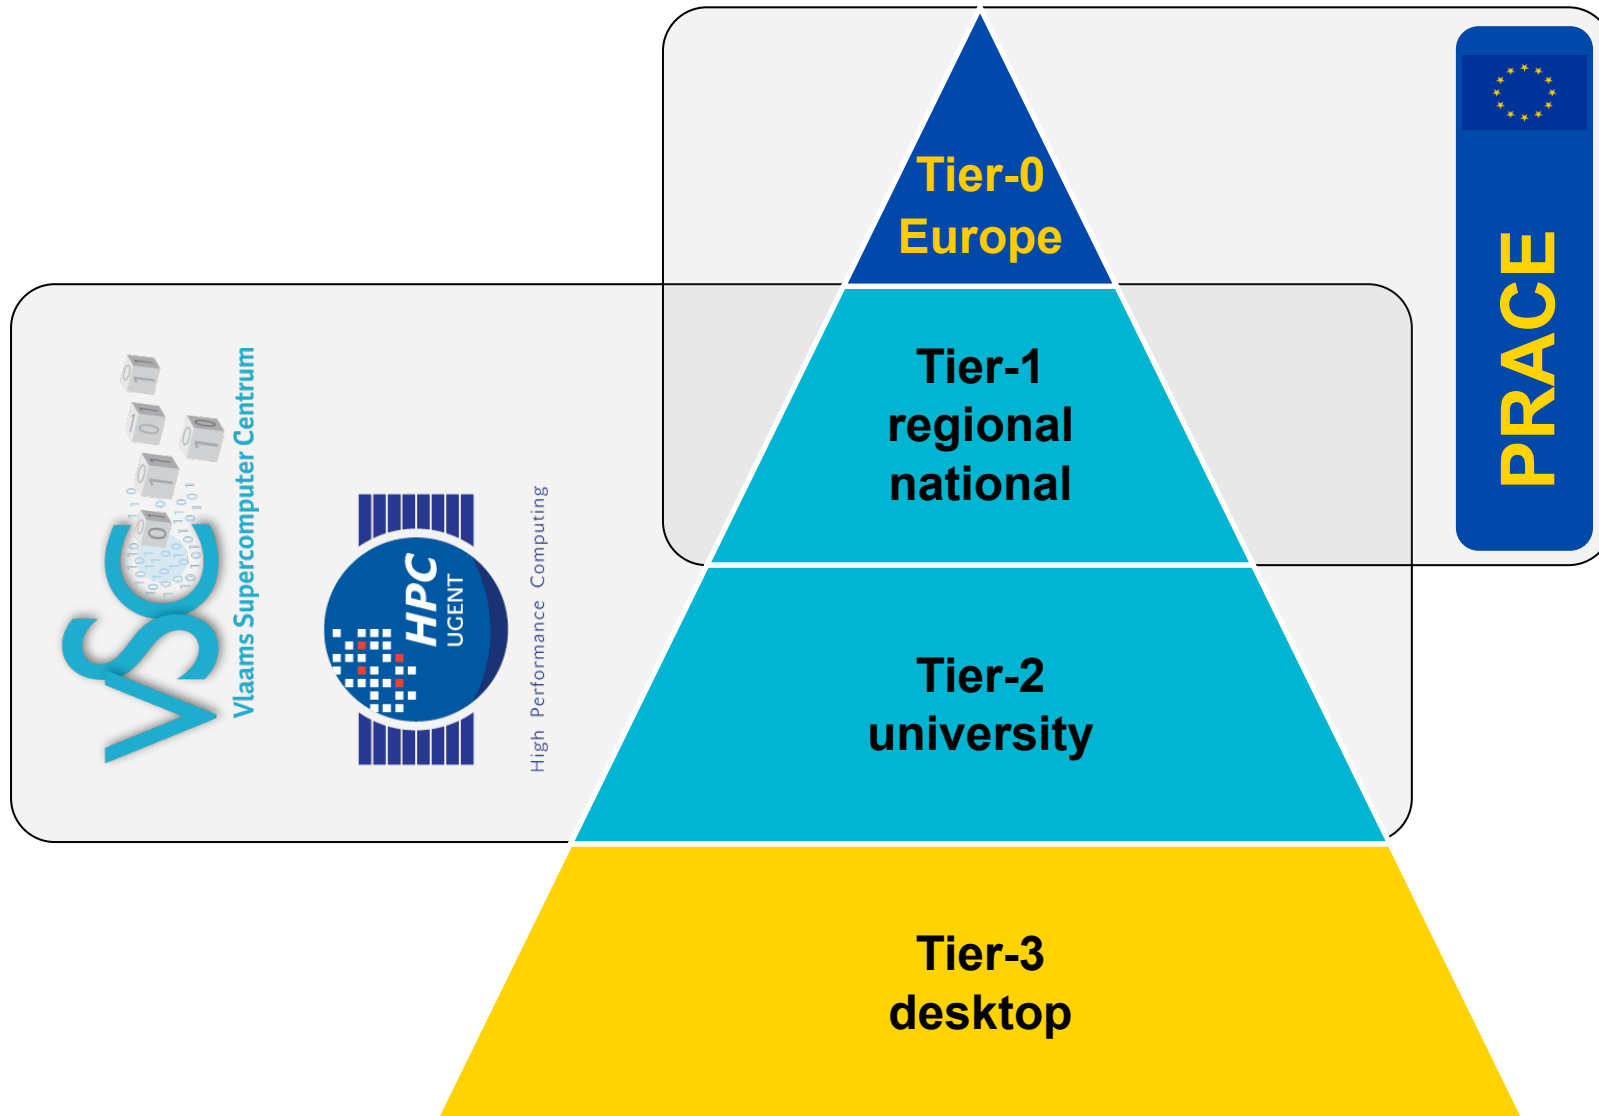 Tier-0
Europe
PRACE
Tier-1
regional
national
vsc
Vlaams Supercomputer Centrum
HPC
UGENT
High Performance Computing
Tier-2
university
Tier-3
desktop